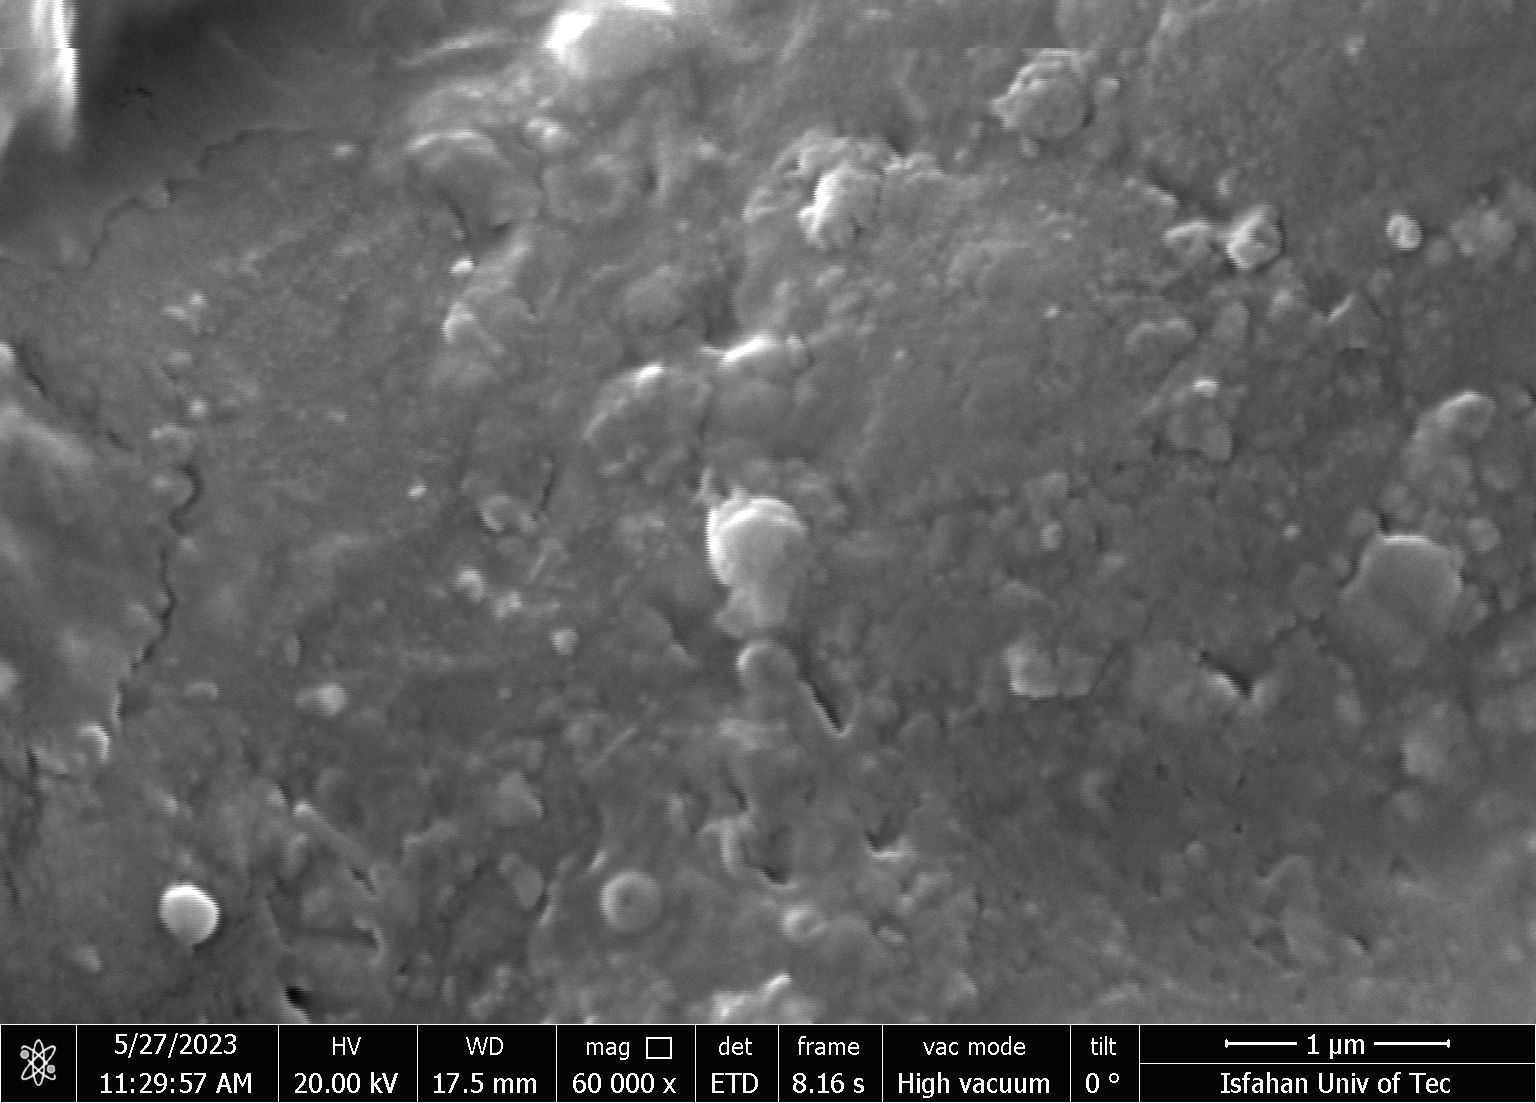 5/27/2023
11:29:57 AM
HV
20.00 kV
WD
17.5 mm
mag
60 000 x
det
ETD
frame
8.16 s
vac mode
High vacuum
tilt
0 °
1 µm
Isfahan Univ of Tec